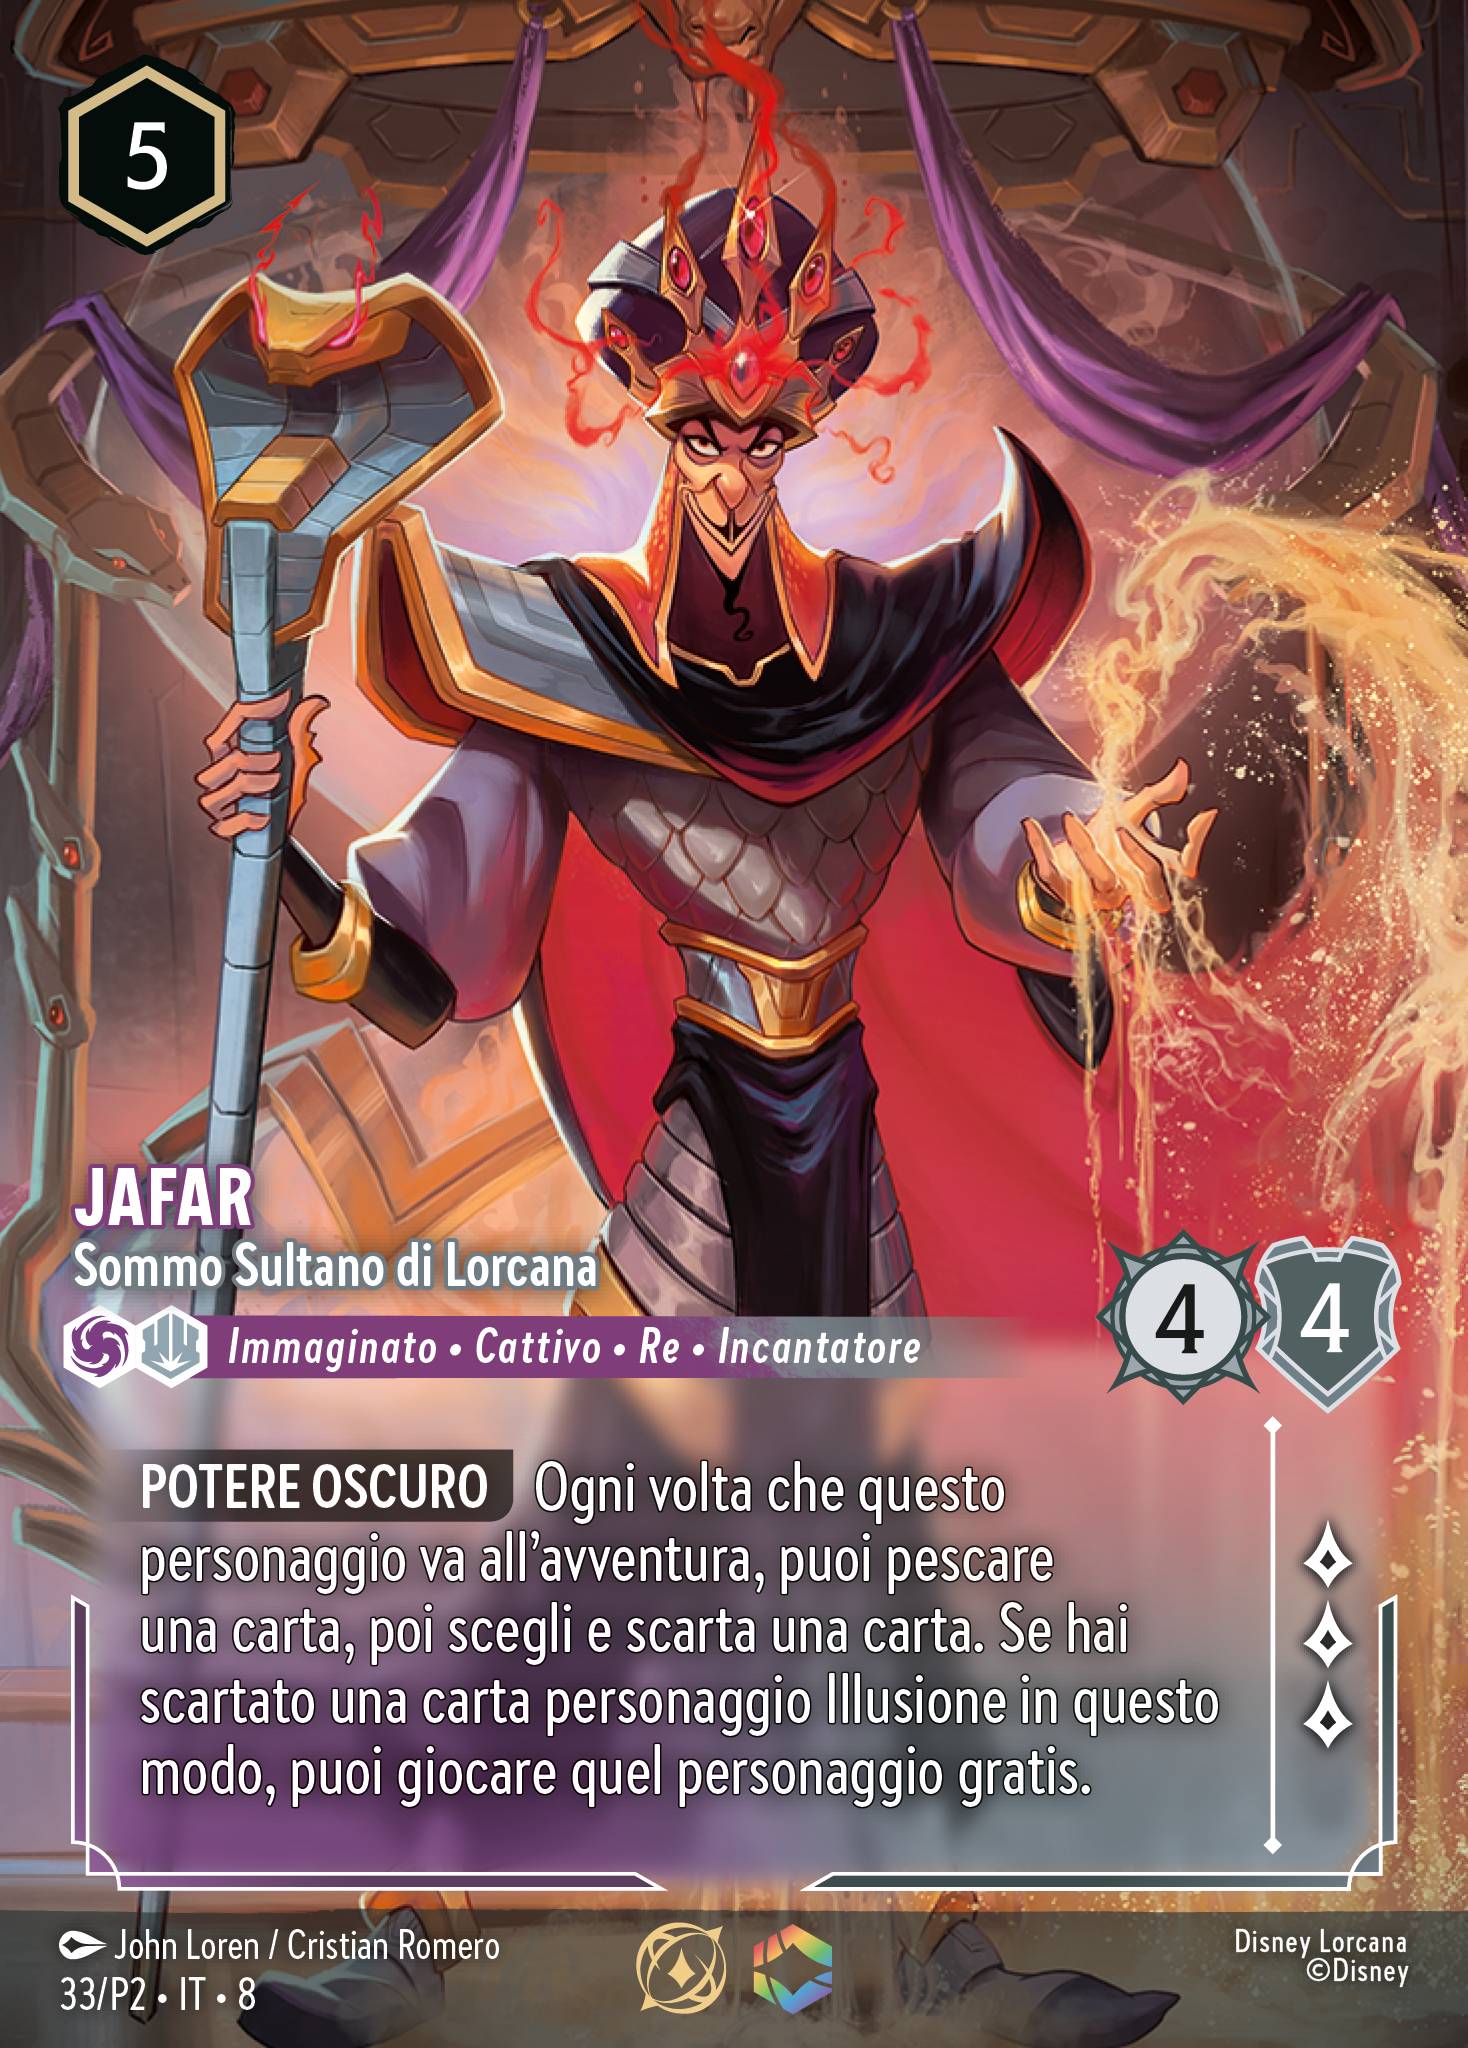 5
JAFAR
Sommo Sultano di Lorcana
Immaginato • Cattivo • Re • Incantatore
4 4
POTERE OSCURO Ogni volta che questo
personaggio va all’avventura, puoi pescare
una carta, poi scegli e scarta una carta. Se hai
scartato una carta personaggio Illusione in questo
modo, puoi giocare quel personaggio gratis.
John Loren / Cristian Romero
33/P2 • IT • 8
Disney Lorcana
©Disney